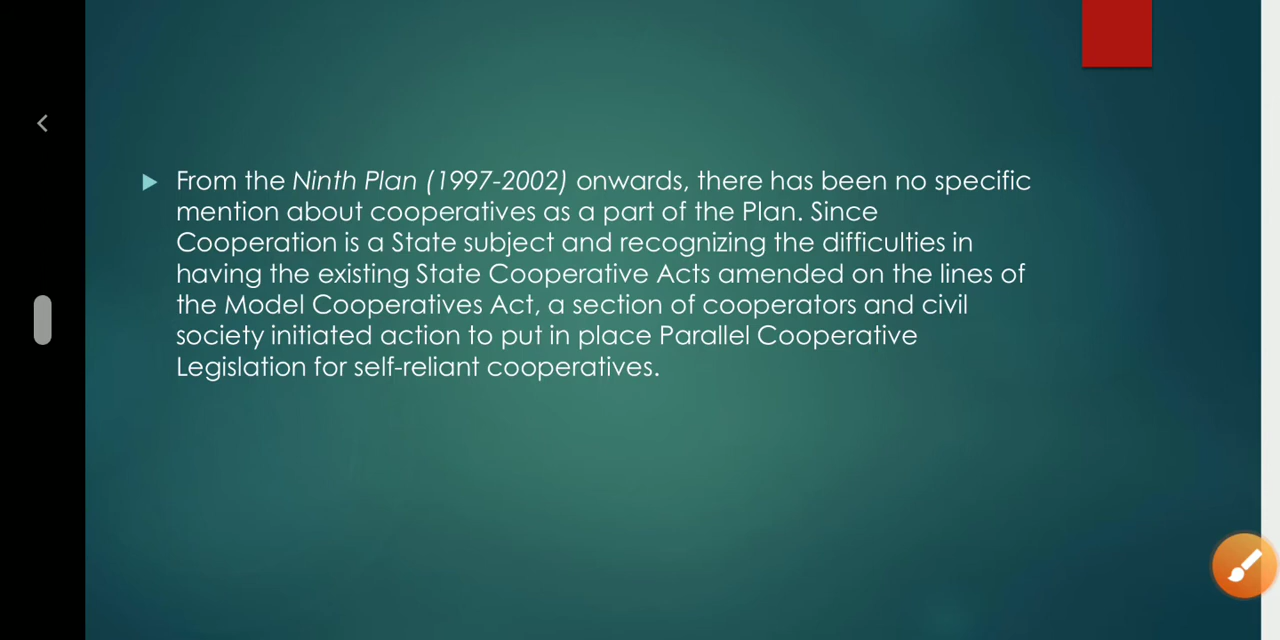 From the Ninth Plan (1997-2002) onwards, there has been no specific
mention about cooperatives as a part of the Plan. Since
Cooperation is a State subject and recognizing the difficulties in
having the existing State Cooperative Acts amended on the lines of
the Model Cooperatives Act, a section of cooperators and civil
society initiated action to put in place Parallel Cooperative
Legislation for self-reliant cooperatives.